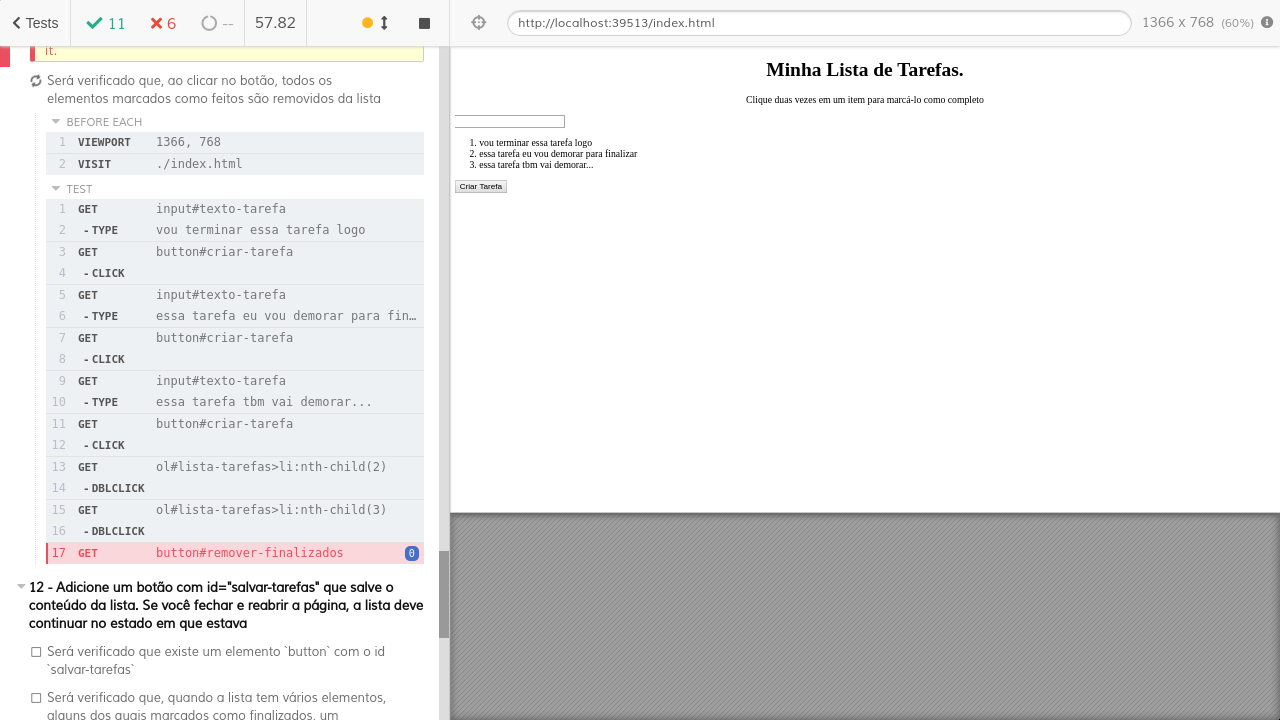 Tests
11
6
--
57.82
http://localhost:39513/index.html
1366 x 768 (60%)
it.
Será verificado que, ao clicar no botão, todos os
elementos marcados como feitos são removidos da lista
BEFORE EACH
1 VIEWPORT 1366, 768
2 VISIT ./index.html
TEST
1 GET input#texto-tarefa
2 -TYPE vou terminar essa tarefa logo
3 GET button#criar-tarefa
4 -CLICK
5 GET input#texto-tarefa
6 -TYPE essa tarefa eu vou demorar para fin…
7 GET button#criar-tarefa
8 -CLICK
9 GET input#texto-tarefa
10 -TYPE essa tarefa tbm vai demorar...
11 GET button#criar-tarefa
12 -CLICK
13 GET ol#lista-tarefas>li:nth-child(2)
14 -DBLCLICK
15 GET ol#lista-tarefas>li:nth-child(3)
16 -DBLCLICK
17 GET button#remover-finalizados 0
12 - Adicione um botão com id="salvar-tarefas" que salve o
conteúdo da lista. Se você fechar e reabrir a página, a lista deve
continuar no estado em que estava
Será verificado que existe um elemento `button` com o id
`salvar-tarefas`
Será verificado que, quando a lista tem vários elementos,
alguns dos quais marcados como finalizados, um
Minha Lista de Tarefas.
Clique duas vezes em um item para marcá-lo como completo
1. vou terminar essa tarefa logo
2. essa tarefa eu vou demorar para finalizar
3. essa tarefa tbm vai demorar...
Criar Tarefa